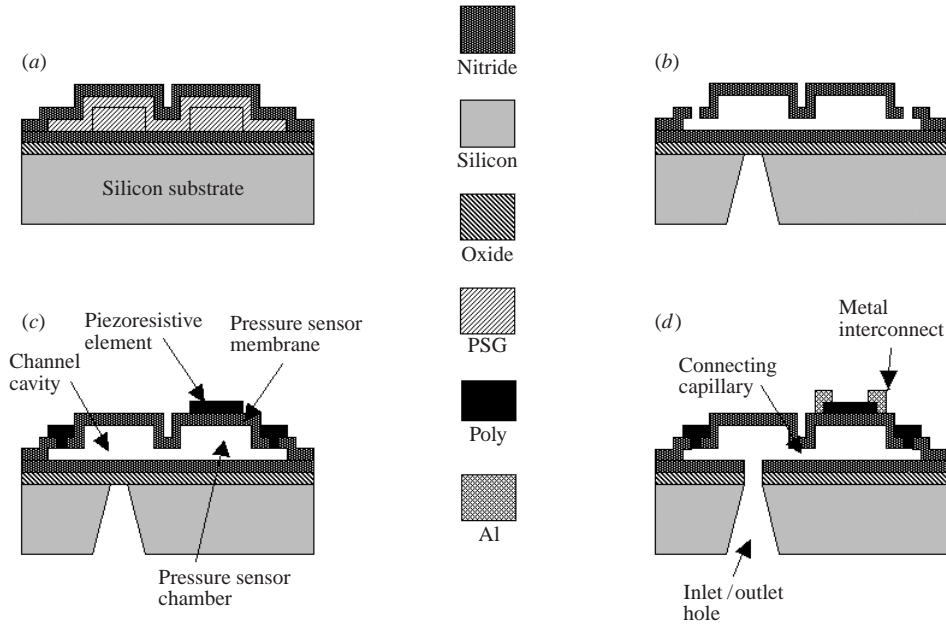 (a)
Nitride
(b)
Silicon
Silicon substrate
Oxide
(c)
Piezoresistive
element
Pressure sensor
membrane
Channel
cavity
PSG
(d)
Metal
interconnect
Connecting
capillary
Poly
Al
Pressure sensor
chamber
Inlet/outlet
hole